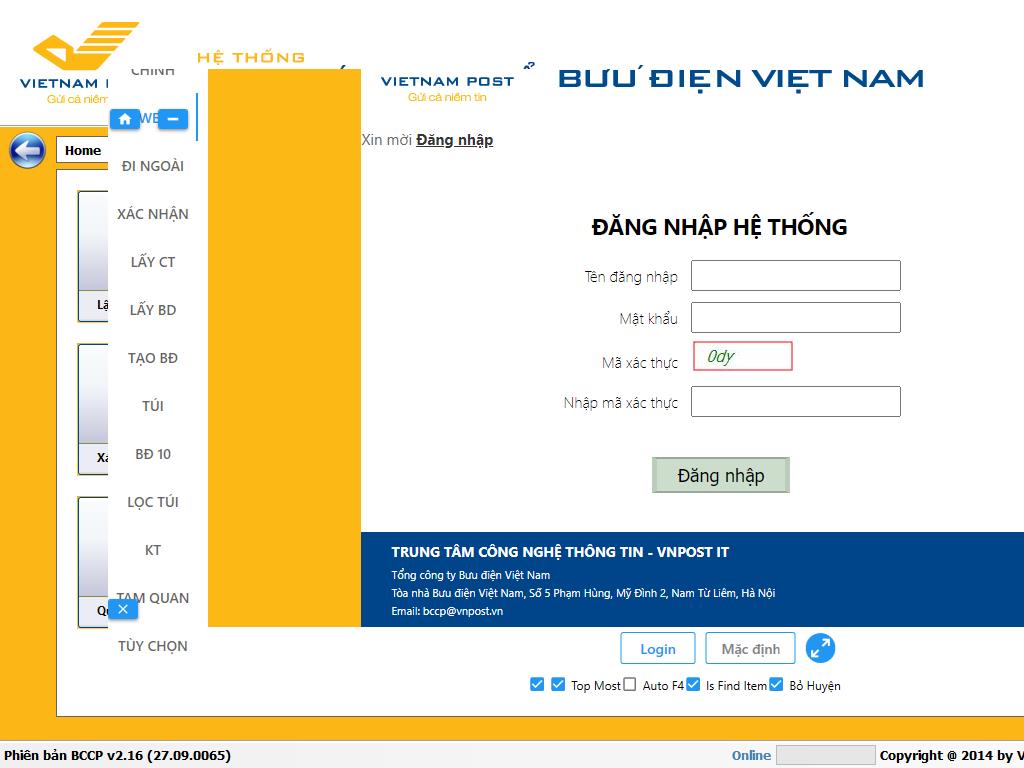 HỆ THỐNG
VIETNAM
Gửi cả niềm
CHÍNH
VIETNAM POST
Gửi cả niềm tin
BƯU ĐIỆN VIỆT NAM
WE
Xin mời Đăng nhập
Home
ĐI NGOÀI
XÁC NHẬN
LẤY CT
LẤY BD
TẠO BĐ
TÚI
BĐ 10
LỌC TÚI
KT
TAM QUAN
TÙY CHỌN
ĐĂNG NHẬP HỆ THỐNG
Tên đăng nhập
Mật khẩu
Mã xác thực 0dy
Nhập mã xác thực
Đăng nhập
TRUNG TÂM CÔNG NGHỆ THÔNG TIN - VNPOST IT
Tổng công ty Bưu điện Việt Nam
Tòa nhà Bưu điện Việt Nam, Số 5 Phạm Hùng, Mỹ Đình 2, Nam Từ Liêm, Hà Nội
Email: bccp@vnpost.vn
Login Mặc định
Top Most Auto F4 Is Find Item Bỏ Huyện
Phiên bản BCCP v2.16 (27.09.0065) Online Copyright @ 2014 by V